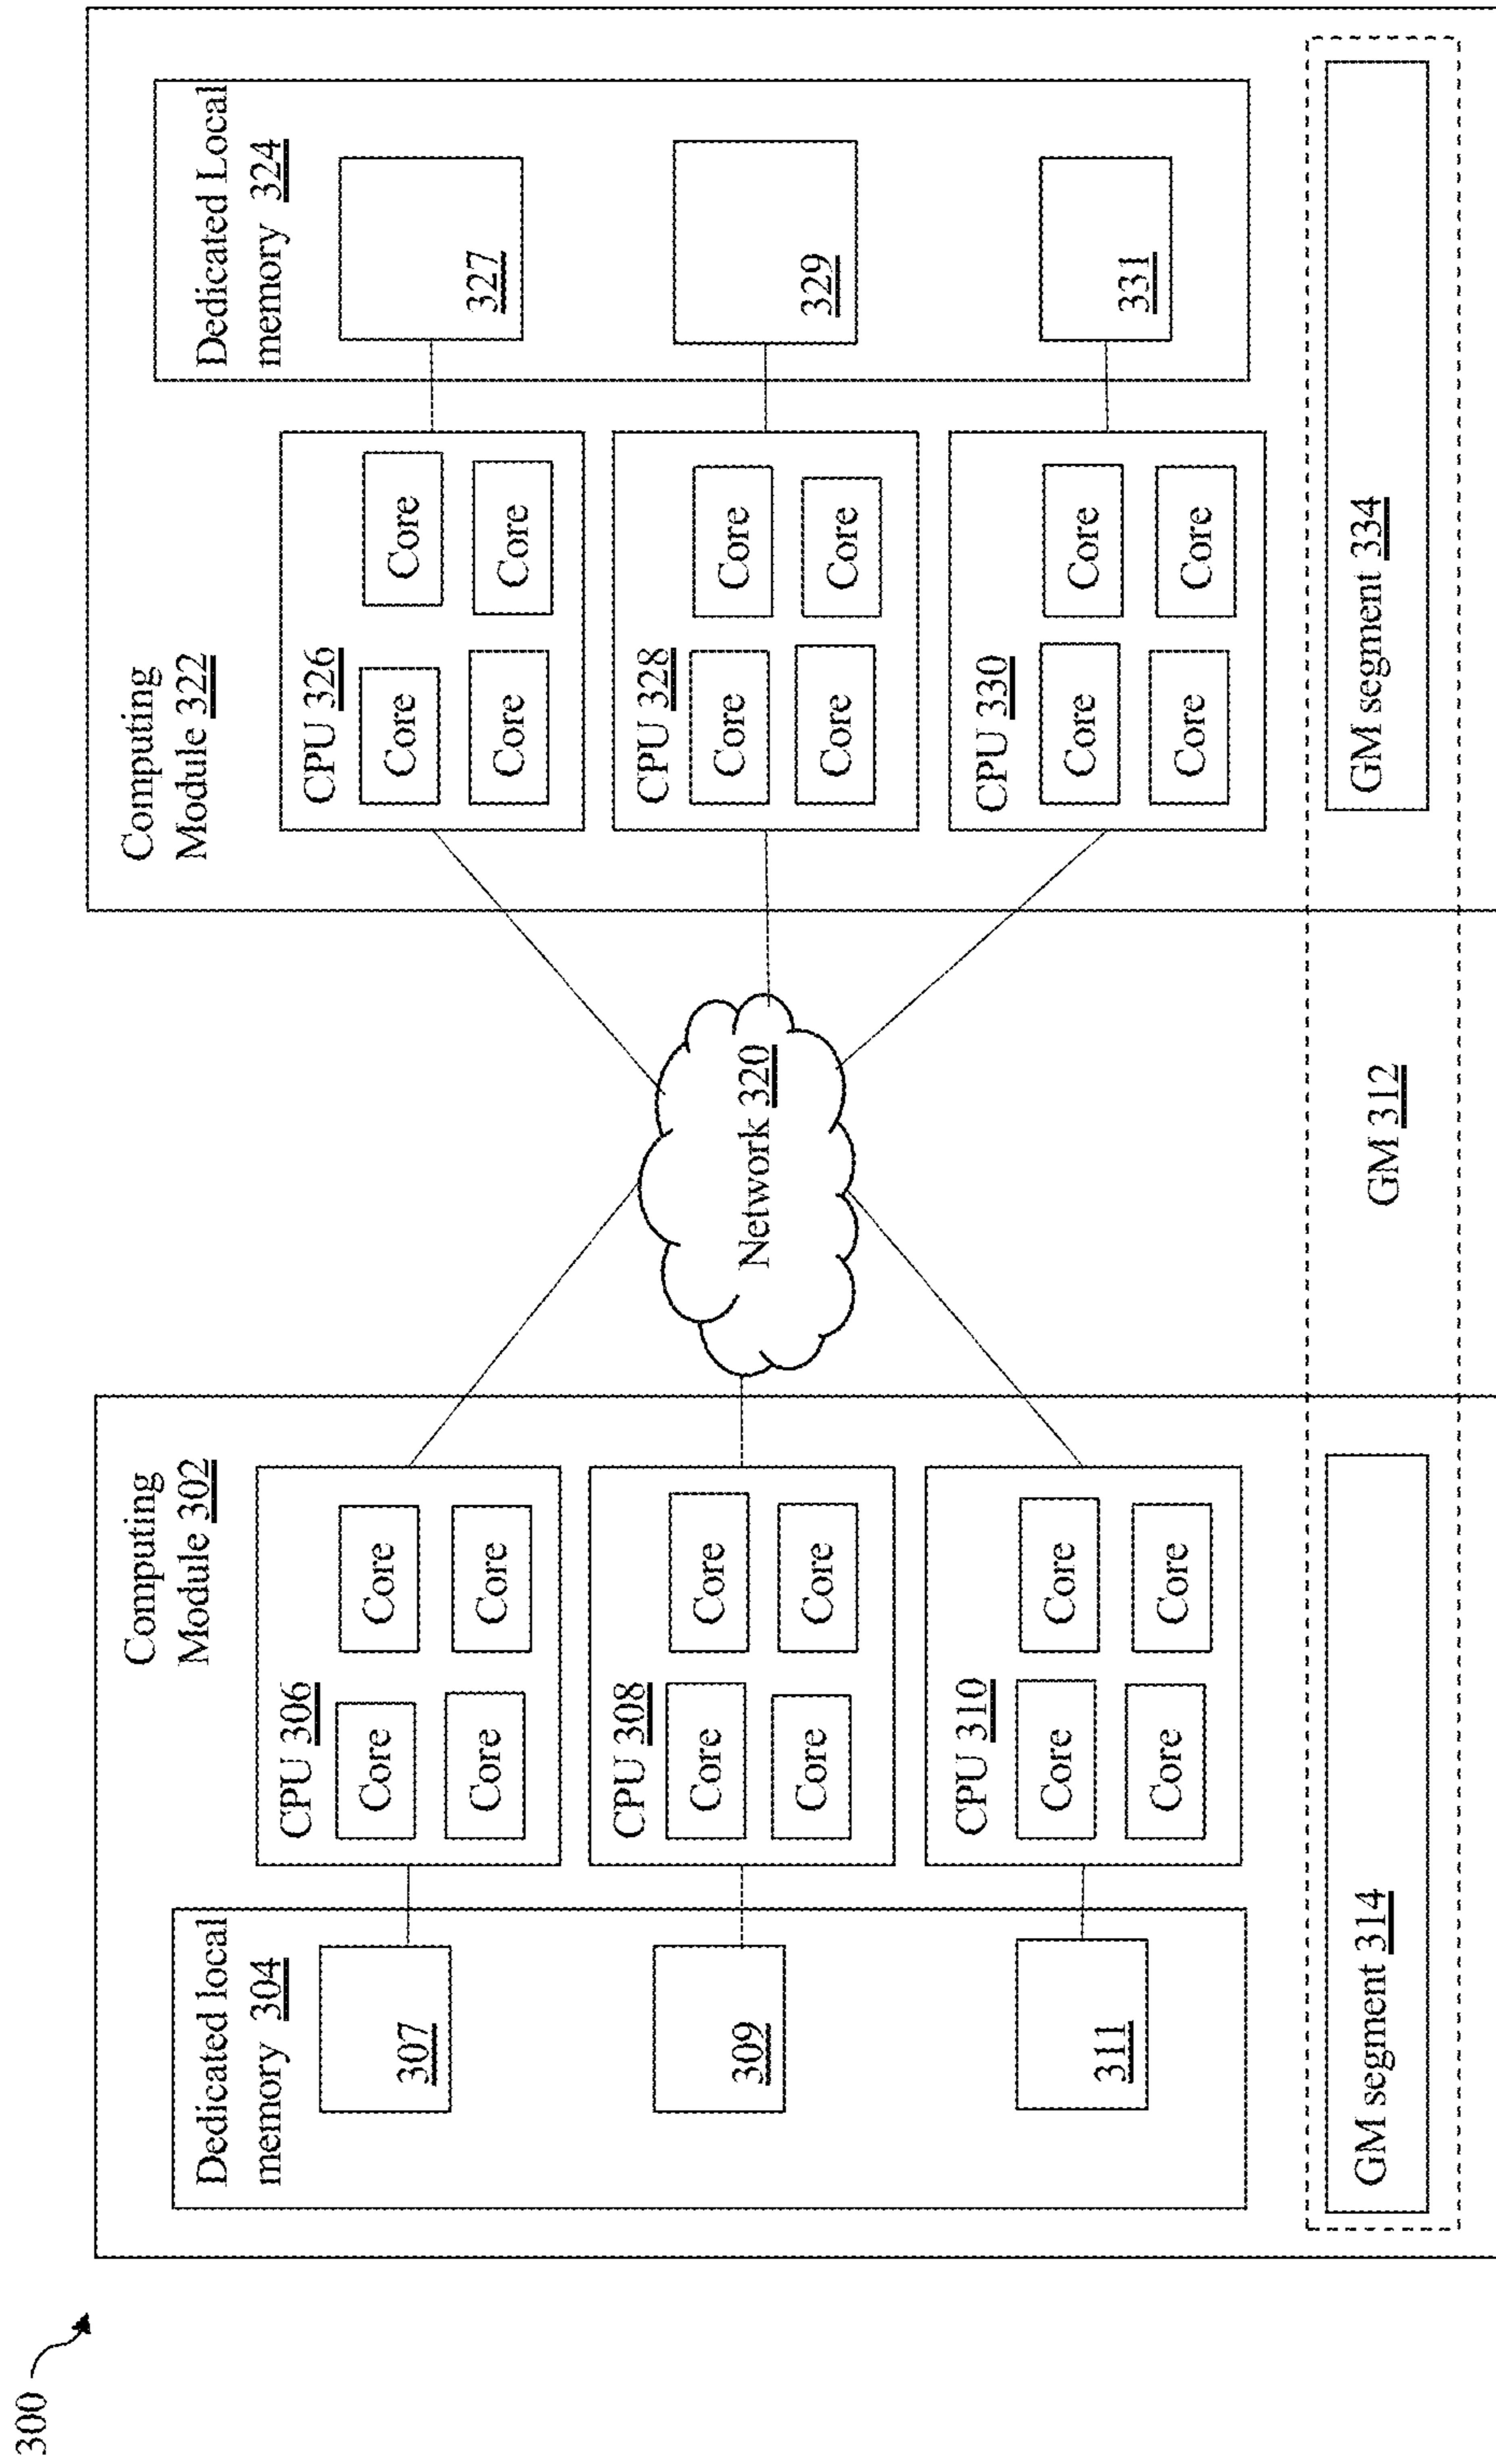 300
Computing
Module 302
Dedicated local
memory 304
307
309
311
CPU 306
Core
Core
Core
Core
CPU 308
Core
Core
Core
Core
CPU 310
Core
Core
Core
Core
GM segment 314
Network 320
GM 312
Computing
Module 322
CPU 326
Core
Core
Core
Core
CPU 328
Core
Core
Core
Core
CPU 330
Core
Core
Core
Core
Dedicated Local
memory 324
327
329
331
GM segment 334